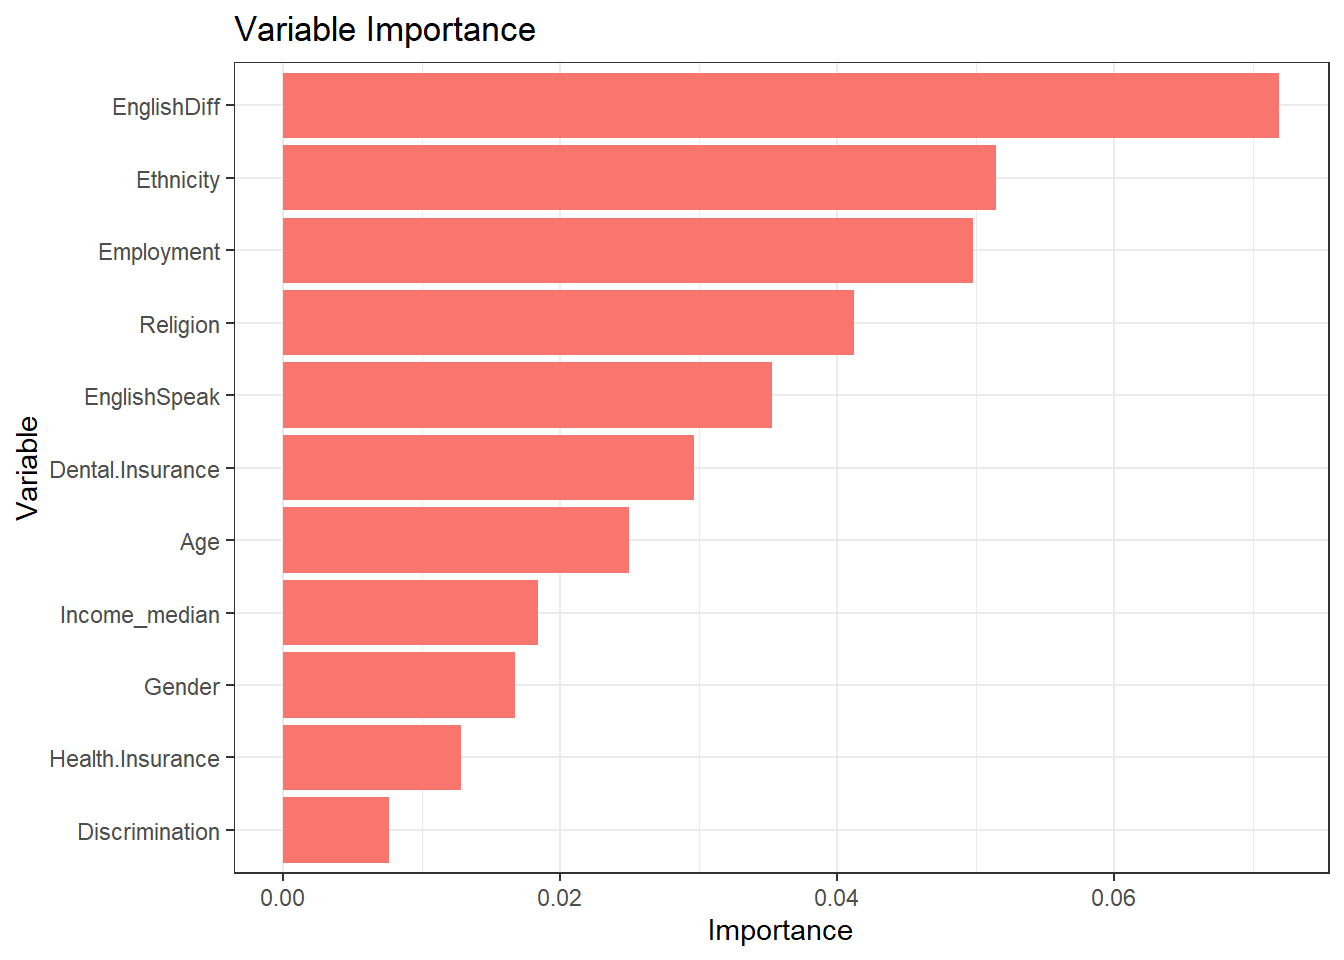 Variable Importance
EnglishDiff
Ethnicity
Employment
Religion
EnglishSpeak
Dental.Insurance
Age
Income_median
Gender
Health.Insurance
Discrimination
Variable
0.00 0.02 0.04 0.06
Importance